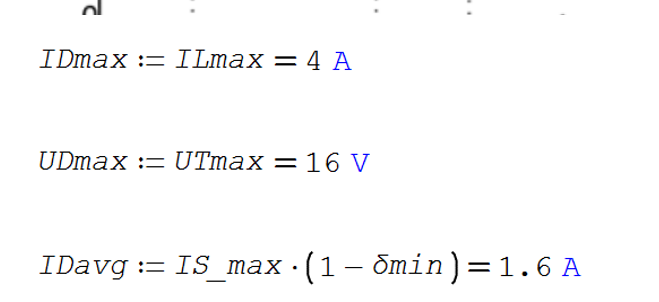 IDmax := ILmax = 4 A
UDmax := UTmax = 16 V
IDavg := IS_max · (1 − δmin) = 1.6 A